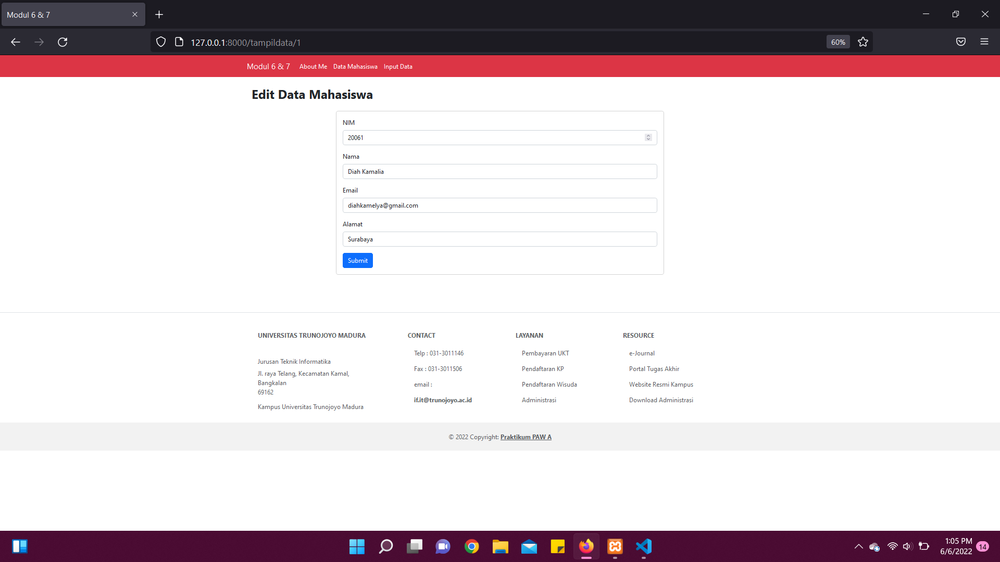 Modul 6 & 7
127.0.0.1:8000/tampildata/1
60%
Modul 6 & 7 About Me Data Mahasiswa Input Data
Edit Data Mahasiswa
NIM
20061
Nama
Diah Kamalia
Email
diahkamelya@gmail.com
Alamat
Surabaya
Submit
UNIVERSITAS TRUNOJOYO MADURA
Jurusan Teknik Informatika
Jl. raya Telang, Kecamatan Kamal,
Bangkalan
69162
Kampus Universitas Trunojoyo Madura
CONTACT
Telp : 031-3011146
Fax : 031-3011506
email :
if.it@trunojoyo.ac.id
LAYANAN
Pembayaran UKT
Pendaftaran KP
Pendaftaran Wisuda
Administrasi
RESOURCE
e-Journal
Portal Tugas Akhir
Website Resmi Kampus
Download Administrasi
© 2022 Copyright: Praktikum PAW A
1:05 PM
6/6/2022
14